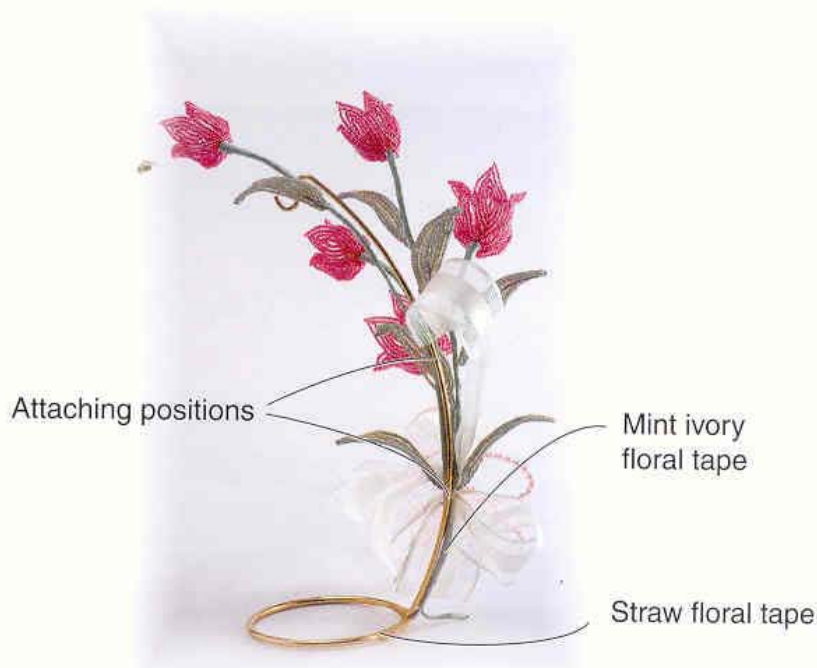 Attaching positions
Mint ivory
floral tape
Straw floral tape